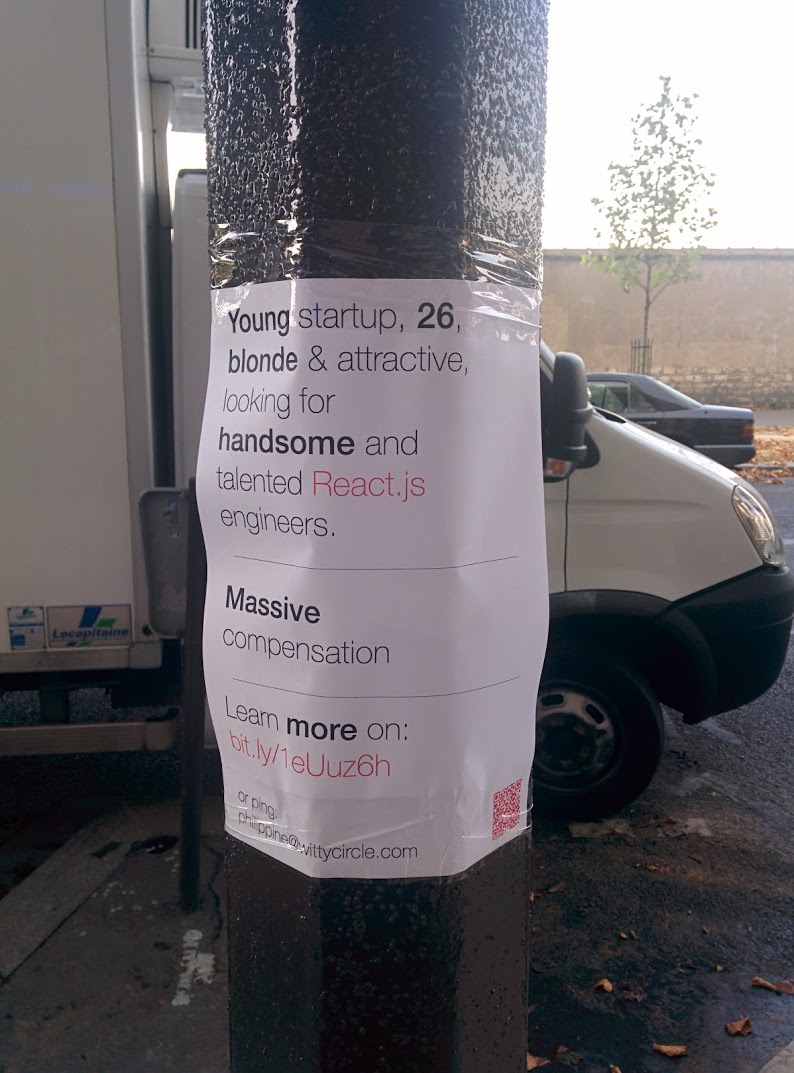 Young startup, 26,
blonde & attractive,
looking for
handsome and
talented React.js
engineers.
Massive
compensation
Learn more on:
bit.ly/1eUuz6h
or ping:
philippine@wittycircle.com
Lecapitaine